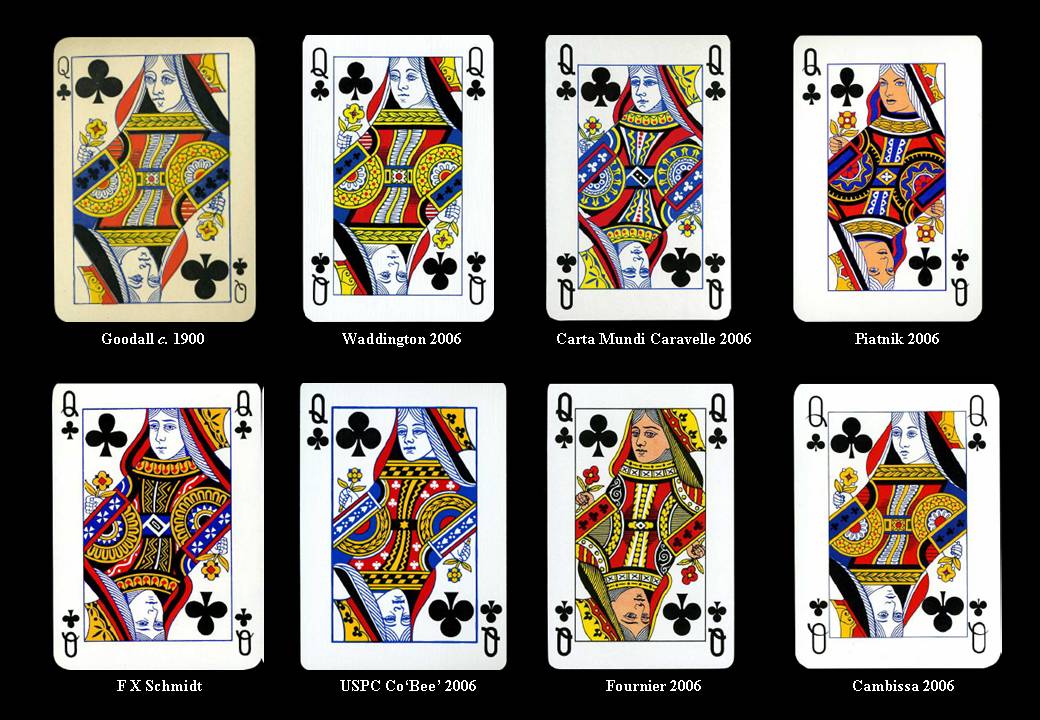 Q Q Q Q Q Q Q
Q Q Q Q Q Q
Goodall c. 1900 Waddington 2006 Carta Mundi Caravelle 2006 Piatnik 2006
Q Q Q Q Q Q Q
Q Q Q Q Q Q Q
F X Schmidt USPC Co‘Bee’ 2006 Fournier 2006 Cambissa 2006